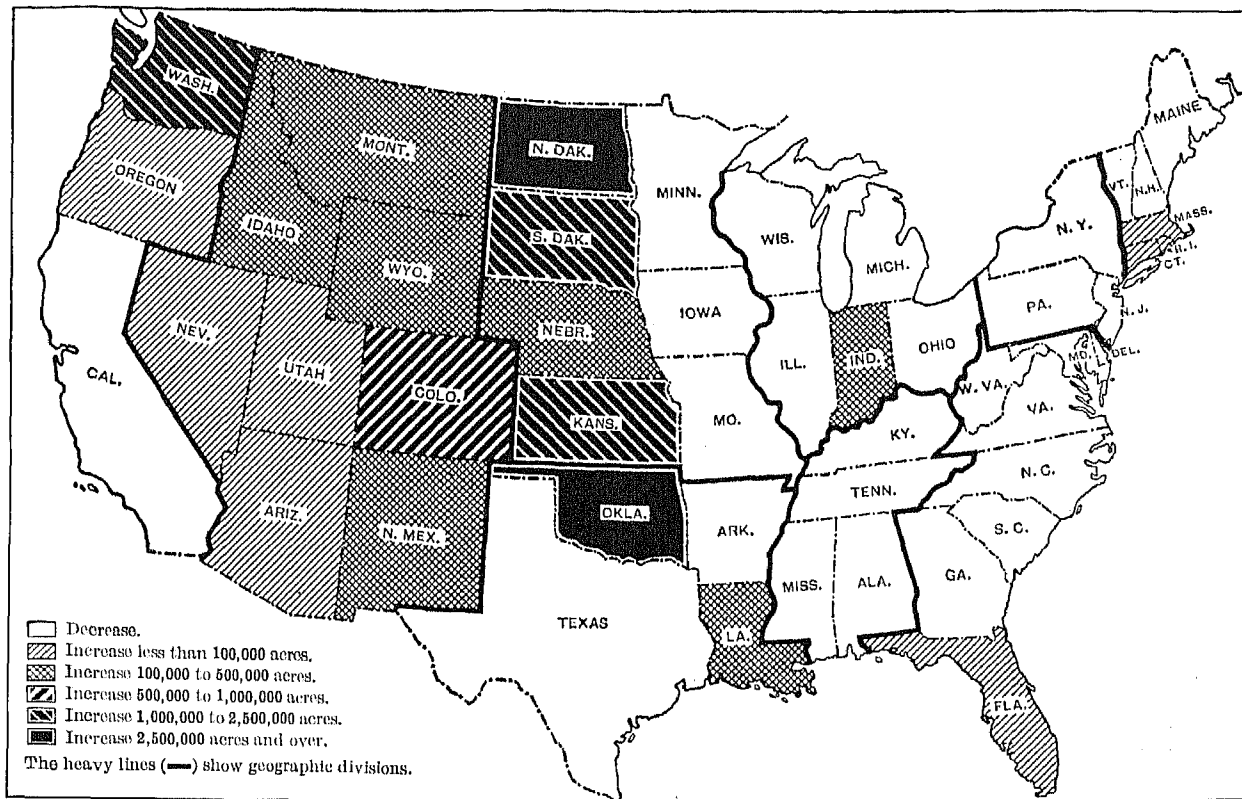 WASH.
MAINE
MONT.
N. DAK.
OREGON
MINN.
VT.
N.H.
IDAHO
S. DAK.
WIS.
N. Y.
MASS.
WYO.
MICH.
R.I.
CT.
IOWA
PA.
NEV.
NEBR.
N. J.
UTAH
ILL.
IND.
OHIO
MD.
DEL.
CAL.
COLO.
W. VA.
KANS.
MO.
VA.
KY.
N. C.
ARIZ.
N. MEX.
OKLA.
TENN.
ARK.
S. C.
MISS.
ALA.
GA.
TEXAS
LA.
FLA.
Decrease.
Increase less than 100,000 acres.
Increase 100,000 to 500,000 acres.
Increase 500,000 to 1,000,000 acres.
Increase 1,000,000 to 2,500,000 acres.
Increase 2,500,000 acres and over.
The heavy lines (▬) show geographic divisions.